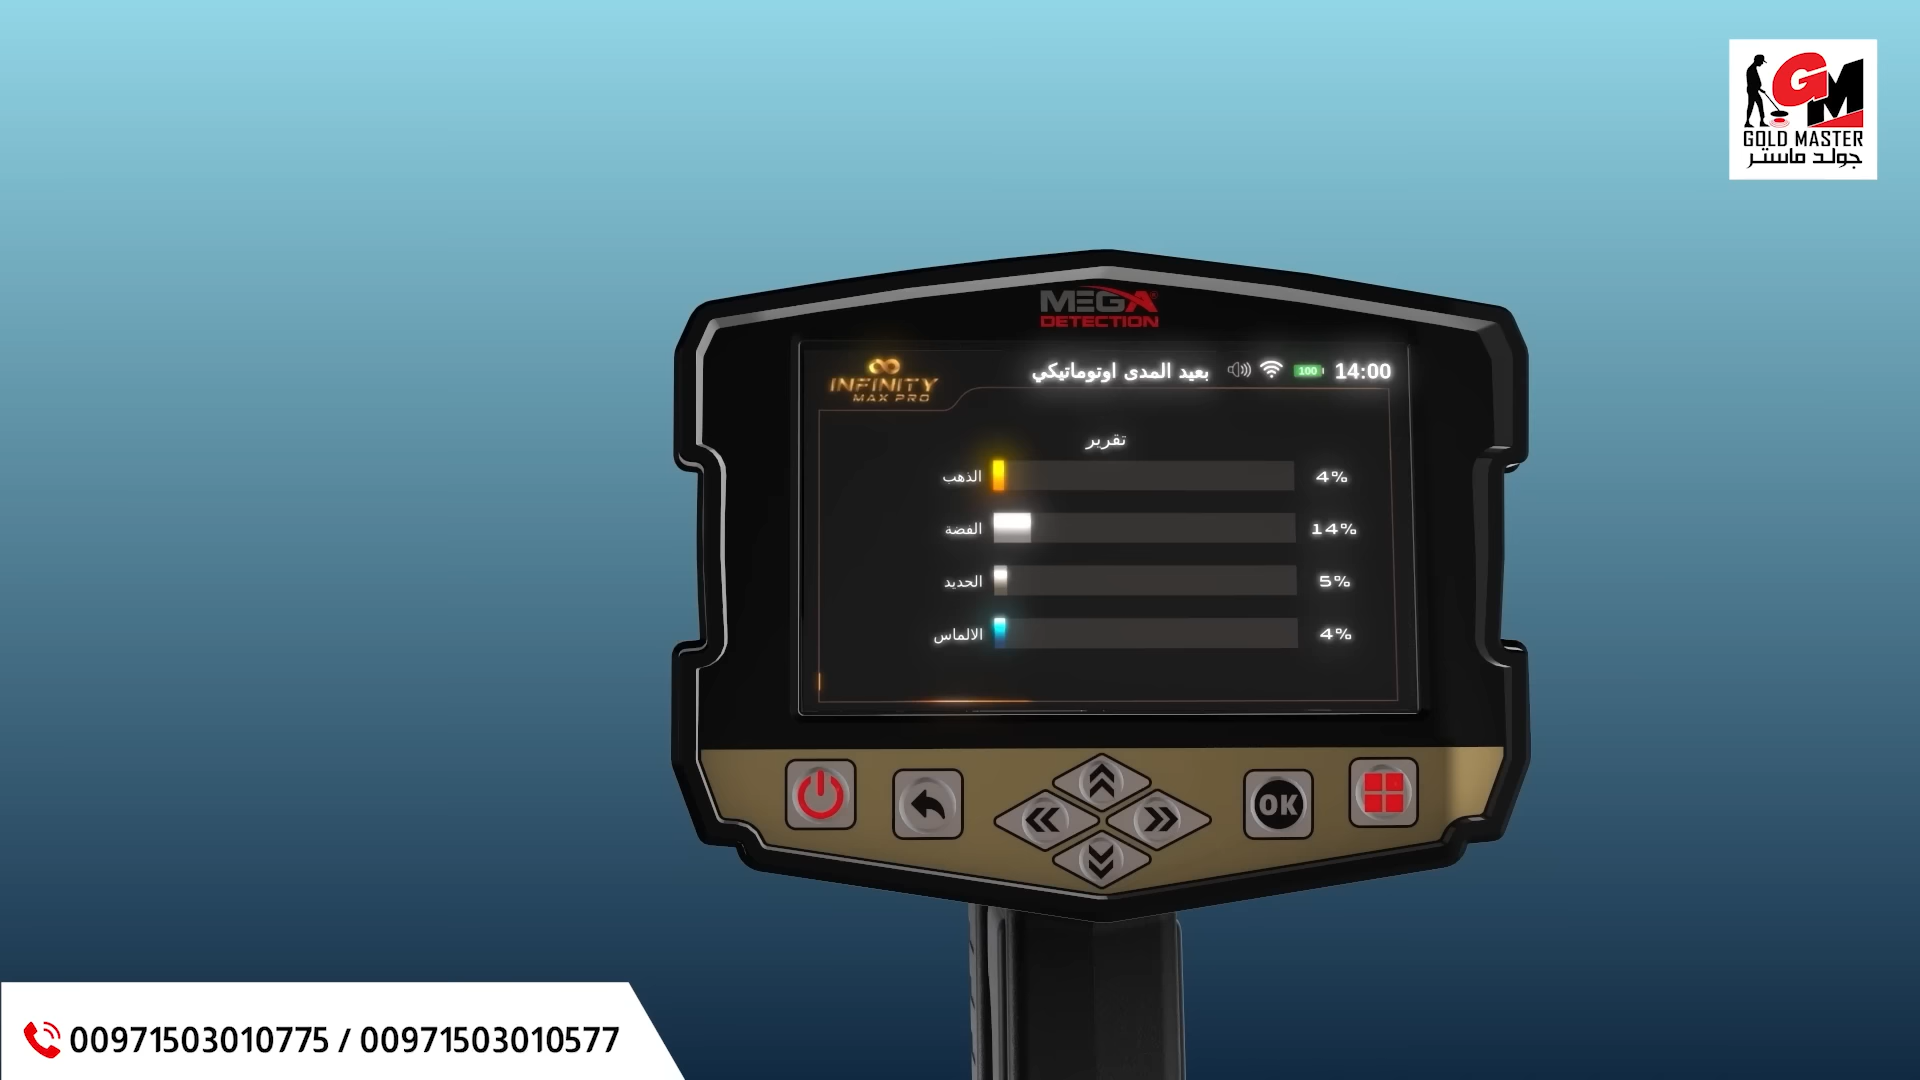 GM
GOLD MASTER
جولد ماستر
MEGA
DETECTION
INFINITY
MAX PRO
بعيد المدى اوتوماتيكي
100
14:00
تقرير
الذهب 4%
الفضة 14%
الحديد 5%
الالماس 4%
OK
00971503010775 / 00971503010577